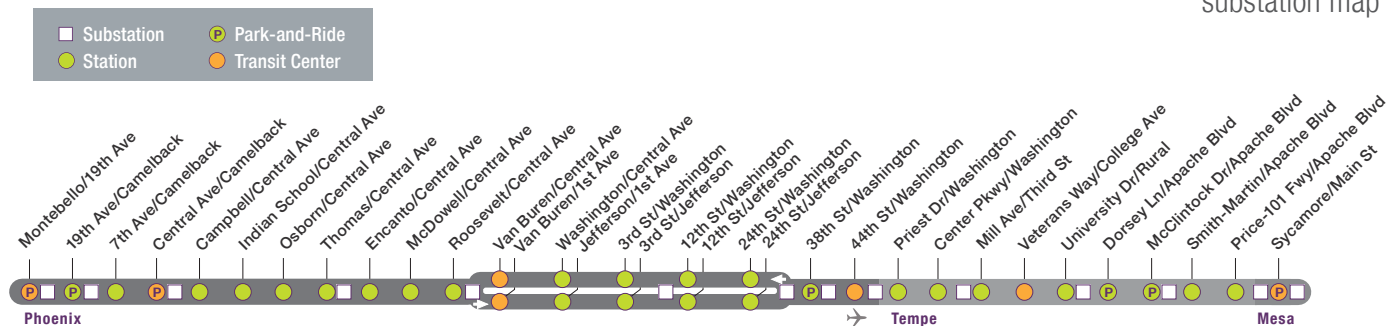 substation map
Substation
P Park-and-Ride
Station
Transit Center
Montebello/19th Ave
19th Ave/Camelback
7th Ave/Camelback
Central Ave/Camelback
Campbell/Central Ave
Indian School/Central Ave
Osborn/Central Ave
Thomas/Central Ave
Encanto/Central Ave
McDowell/Central Ave
Roosevelt/Central Ave
Van Buren/Central Ave
Van Buren/1st Ave
Washington/Central Ave
Jefferson/1st Ave
3rd St/Washington
3rd St/Jefferson
12th St/Washington
12th St/Jefferson
24th St/Washington
24th St/Jefferson
38th St/Washington
44th St/Washington
Priest Dr/Washington
Center Pkwy/Washington
Mill Ave/Third St
Veterans Way/College Ave
University Dr/Rural
Dorsey Ln/Apache Blvd
McClintock Dr/Apache Blvd
Smith-Martin/Apache Blvd
Price-101 Fwy/Apache Blvd
Sycamore/Main St
P P P P P P P
Phoenix Tempe Mesa